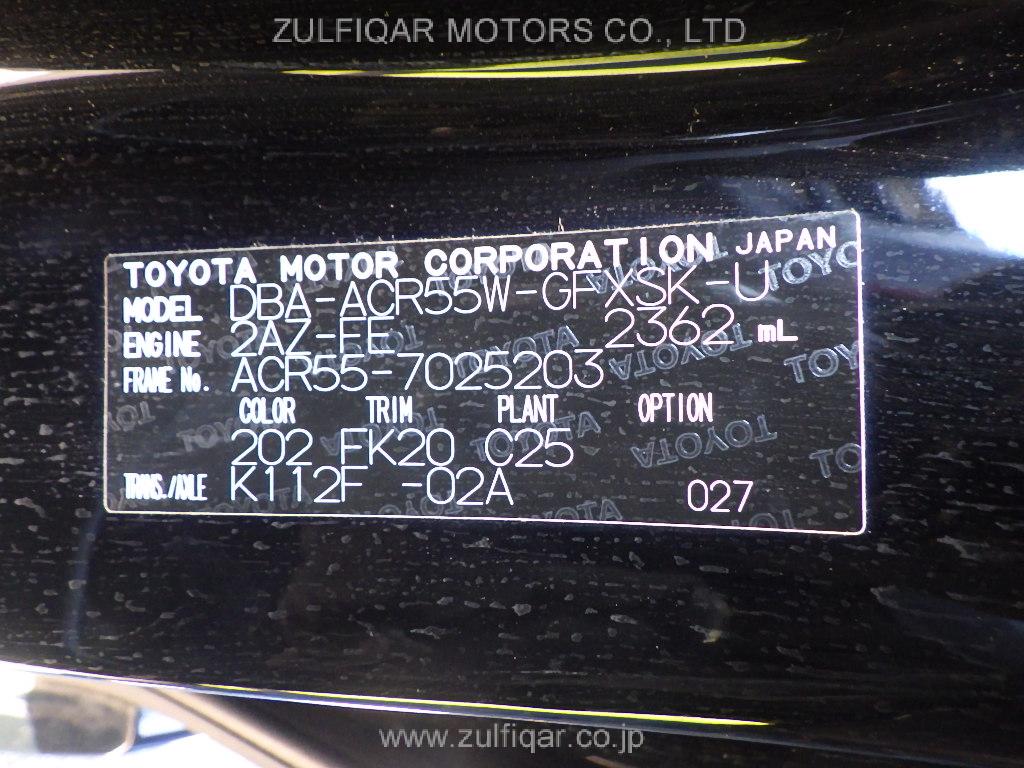 ZULFIQAR MOTORS CO., LTD
TOYOTA MOTOR CORPORATION JAPAN
MODEL DBA-ACR55W-GFXSK-U
ENGINE 2AZ-FE 2362 mL
FRAME No. ACR55-7025203
COLOR TRIM PLANT OPTION
202 FK20 C25
TRANS./AXLE K112F -02A 027
www.zulfiqar.co.jp